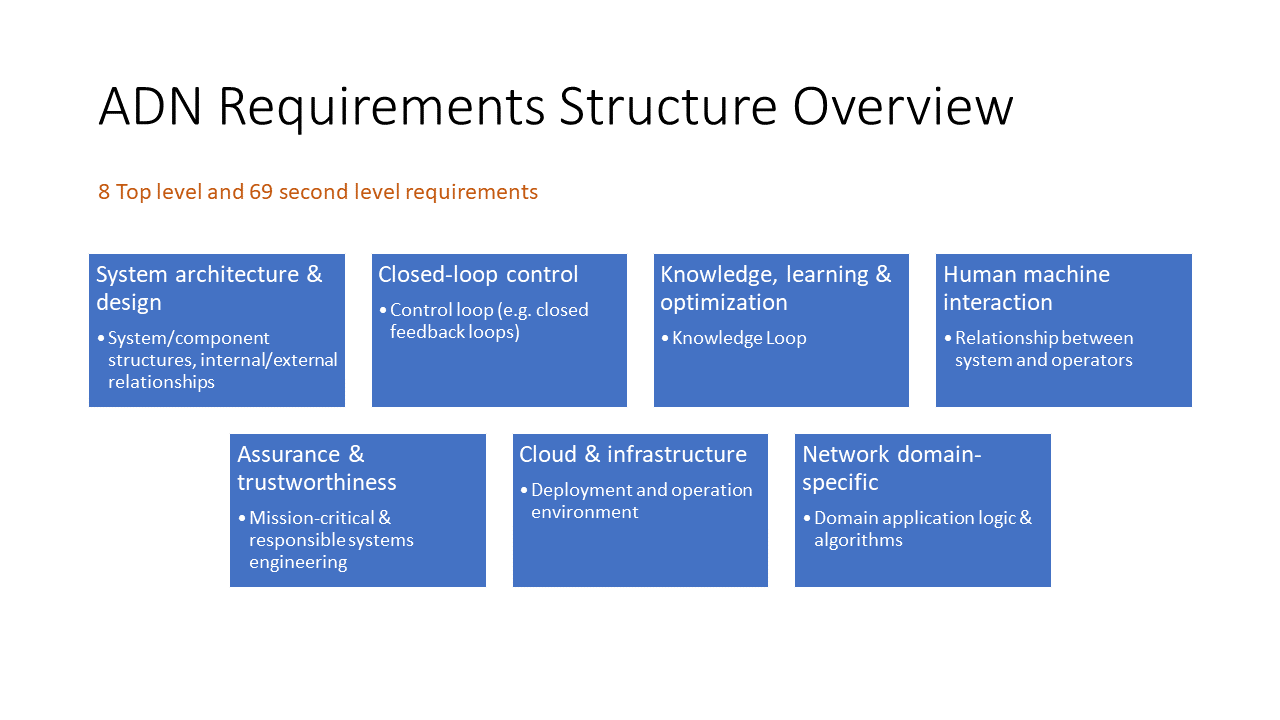 ADN Requirements Structure Overview
8 Top level and 69 second level requirements
System architecture &
design
•System/component
structures, internal/external
relationships
Closed-loop control
•Control loop (e.g. closed
feedback loops)
Knowledge, learning &
optimization
•Knowledge Loop
Human machine
interaction
•Relationship between
system and operators
Assurance &
trustworthiness
•Mission-critical &
responsible systems
engineering
Cloud & infrastructure
•Deployment and operation
environment
Network domain-
specific
•Domain application logic &
algorithms